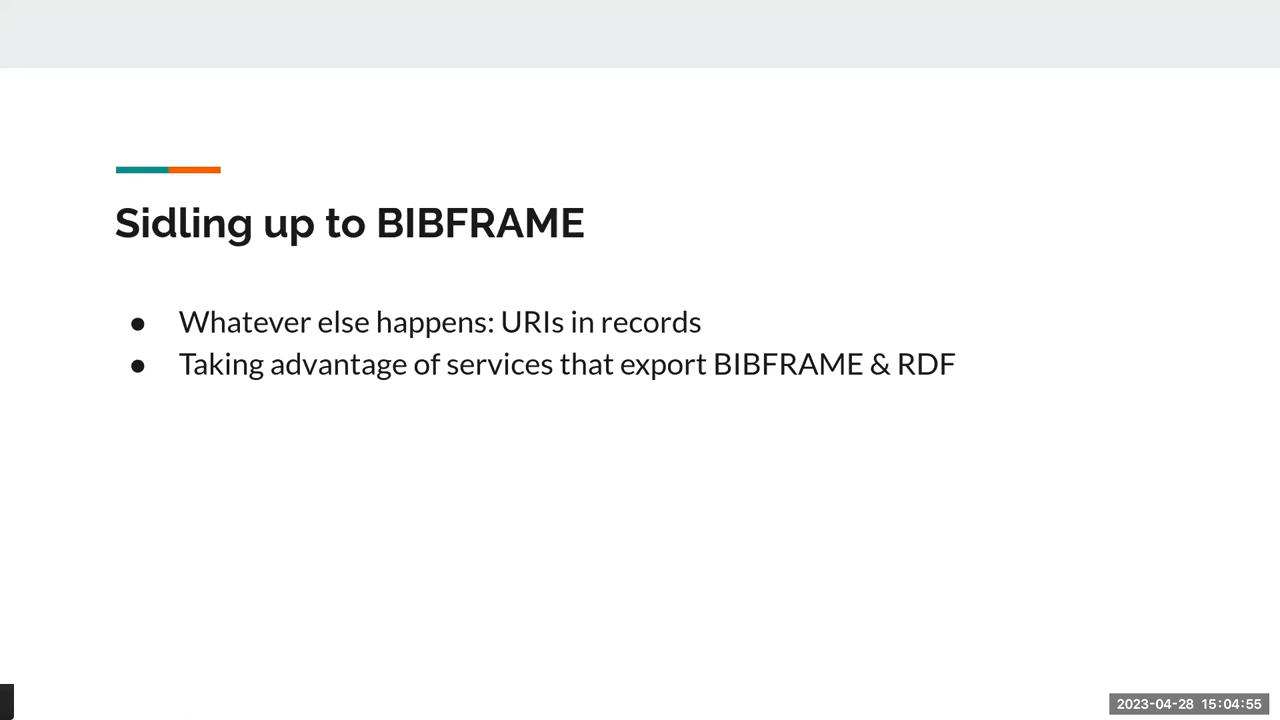 Sidling up to BIBFRAME
● Whatever else happens: URIs in records
● Taking advantage of services that export BIBFRAME & RDF
2023-04-28 15:04:55